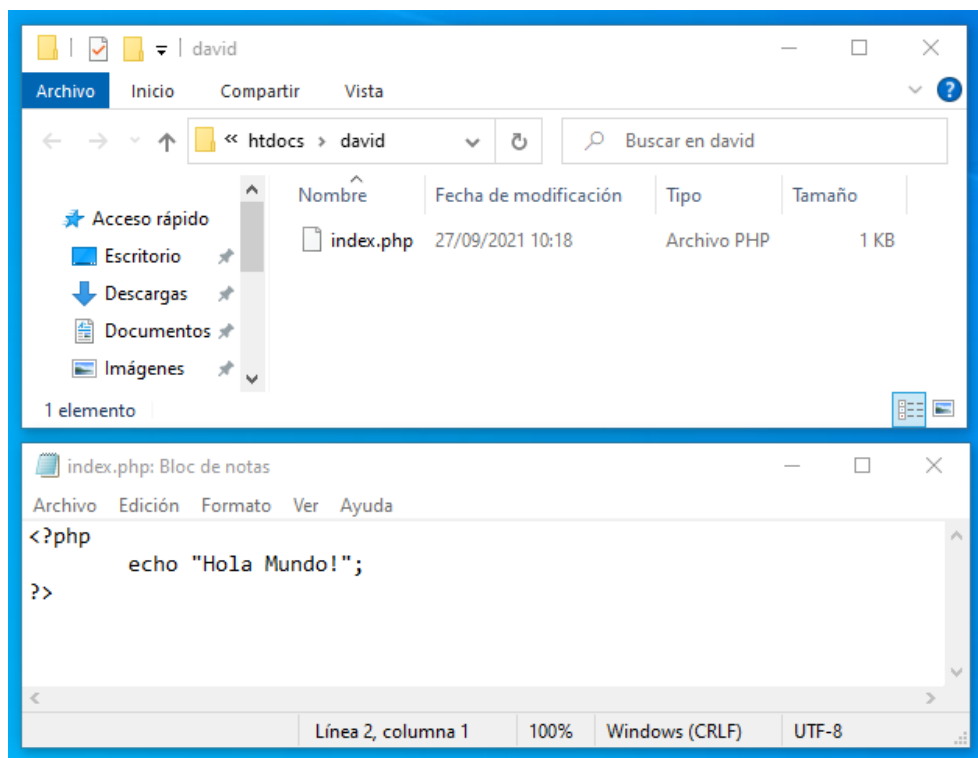 david
Archivo Inicio Compartir Vista
« htdocs > david Buscar en david
Nombre Fecha de modificación Tipo Tamaño
Acceso rápido
index.php 27/09/2021 10:18 Archivo PHP 1 KB
Escritorio
Descargas
Documentos
Imágenes
1 elemento
index.php: Bloc de notas
Archivo Edición Formato Ver Ayuda
<?php
echo "Hola Mundo!";
?>
Línea 2, columna 1 100% Windows (CRLF) UTF-8